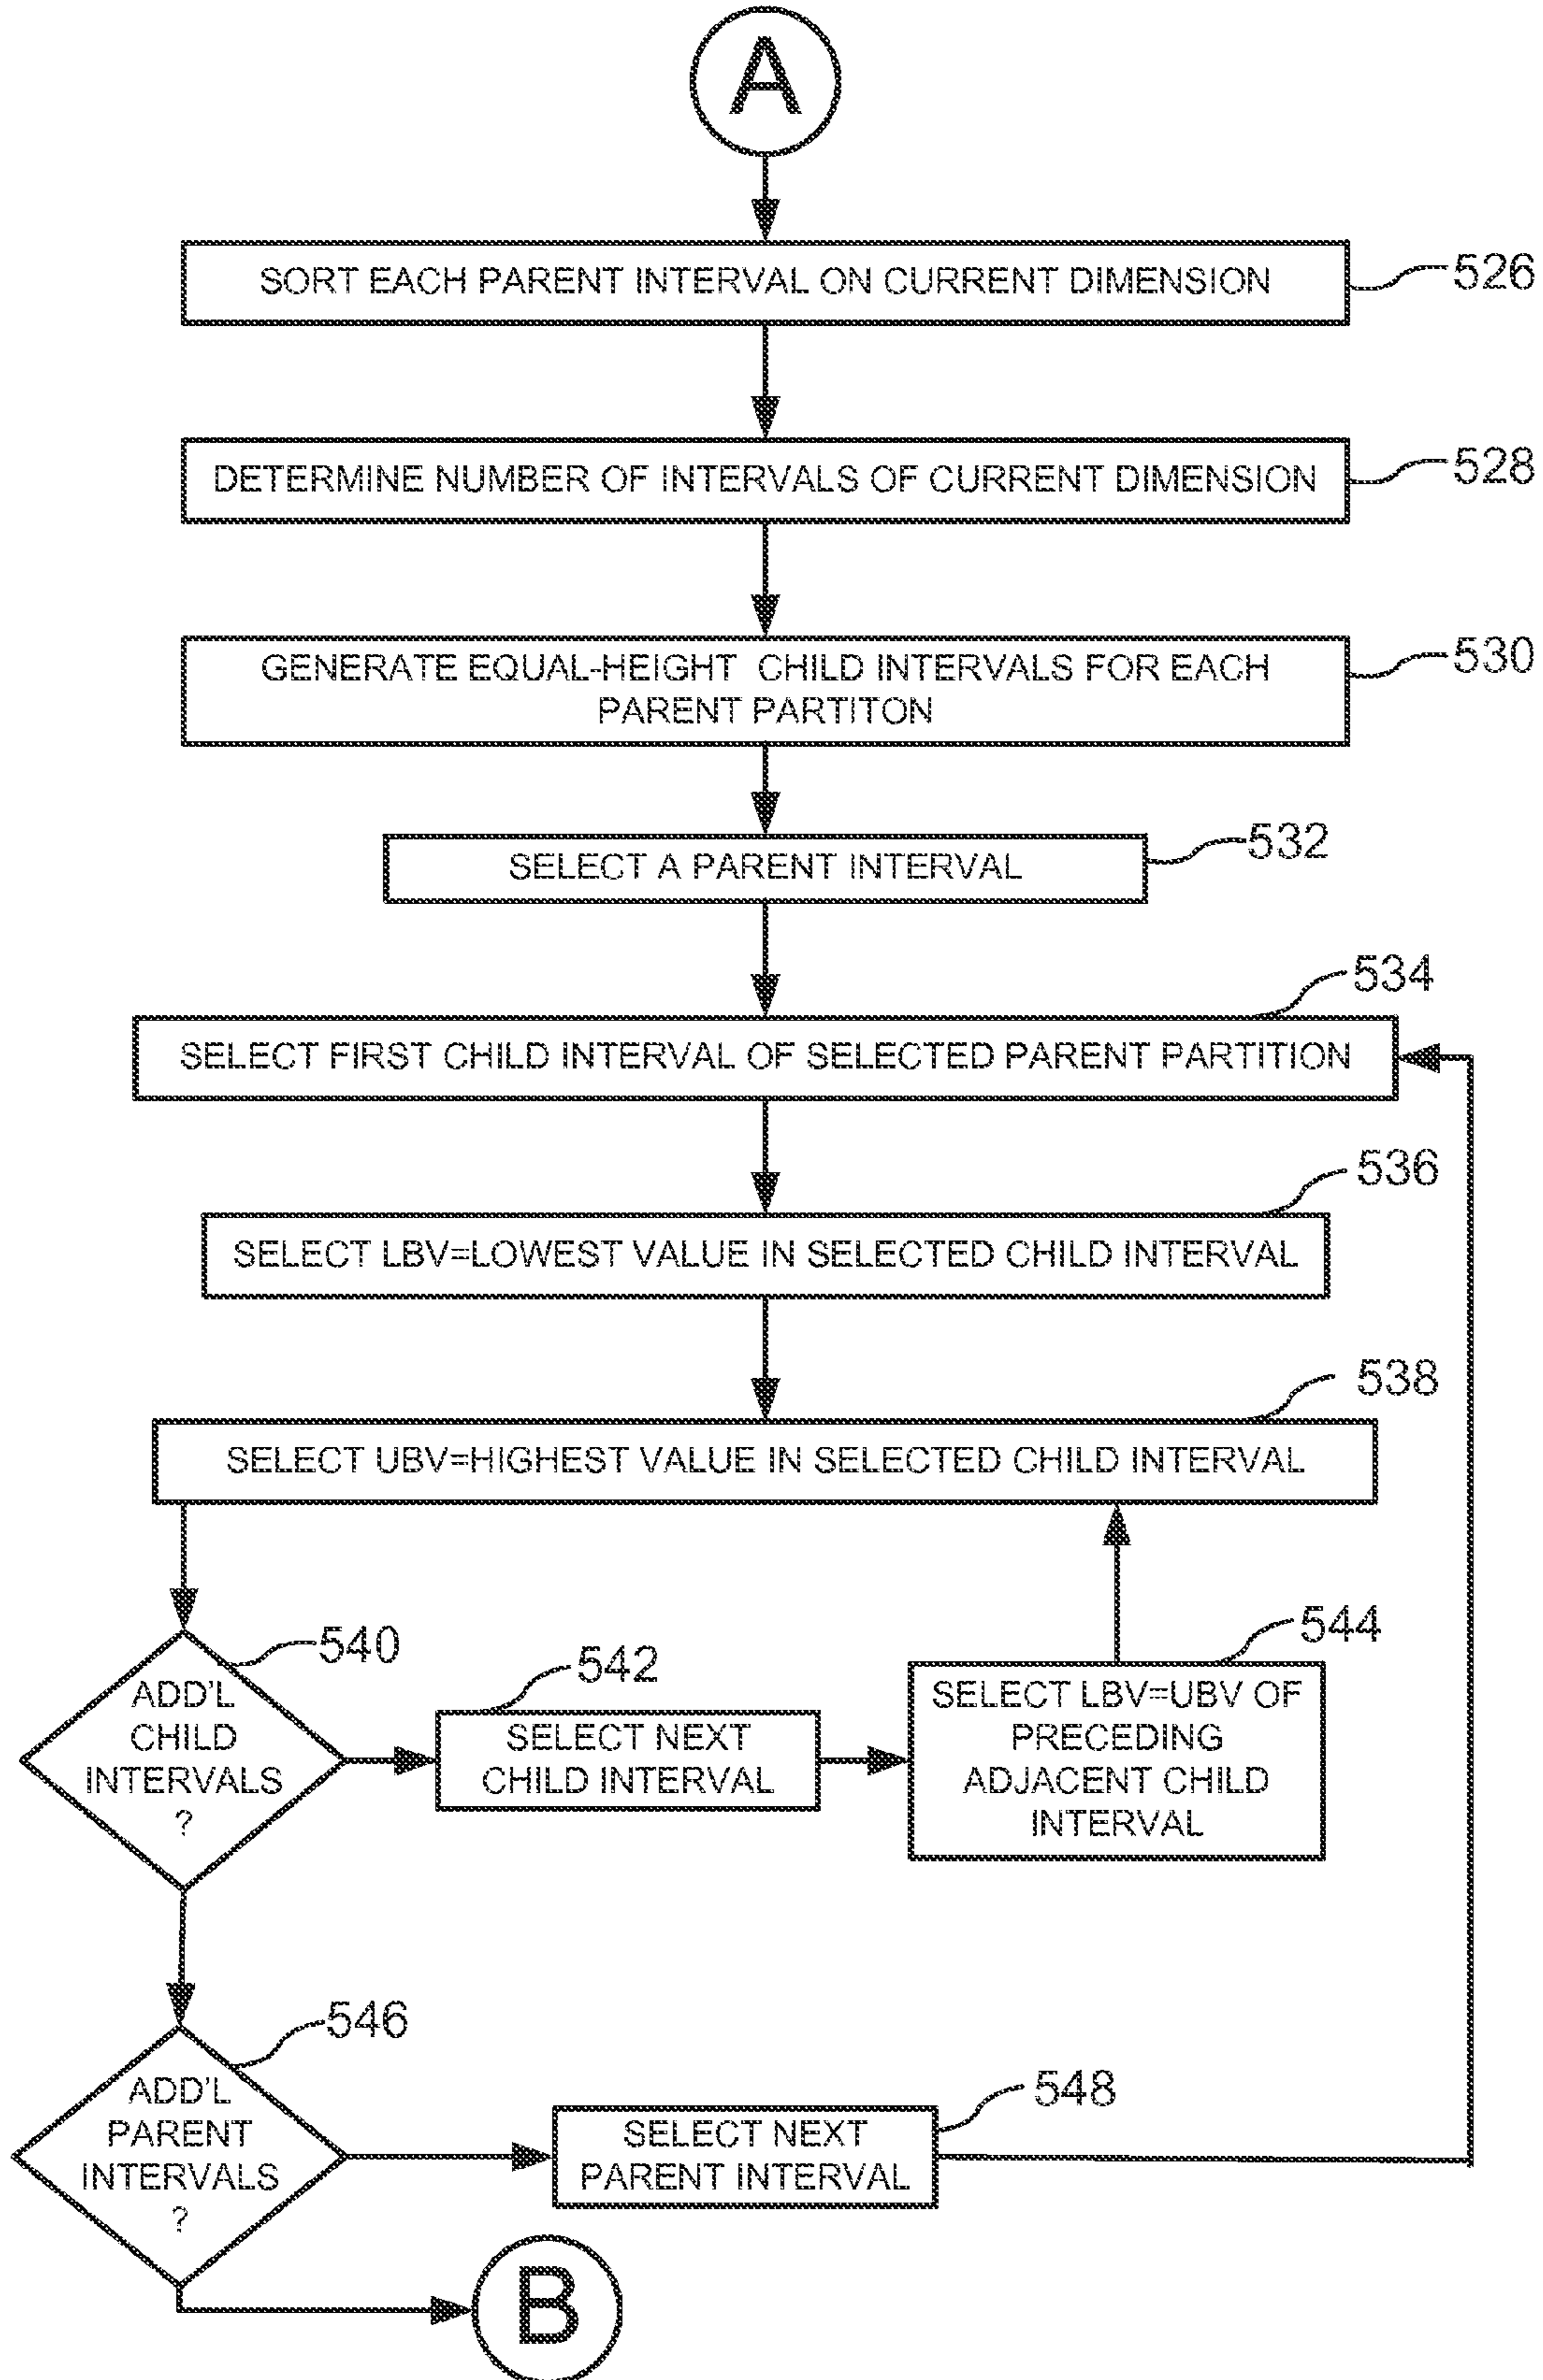 A
SORT EACH PARENT INTERVAL ON CURRENT DIMENSION
526
DETERMINE NUMBER OF INTERVALS OF CURRENT DIMENSION
528
GENERATE EQUAL-HEIGHT CHILD INTERVALS FOR EACH
PARENT PARTITON
530
SELECT A PARENT INTERVAL
532
534
SELECT FIRST CHILD INTERVAL OF SELECTED PARENT PARTITION
536
SELECT LBV=LOWEST VALUE IN SELECTED CHILD INTERVAL
538
SELECT UBV=HIGHEST VALUE IN SELECTED CHILD INTERVAL
540
ADD'L
CHILD
INTERVALS
?
542
SELECT NEXT
CHILD INTERVAL
544
SELECT LBV=UBV OF
PRECEDING
ADJACENT CHILD
INTERVAL
546
ADD'L
PARENT
INTERVALS
?
548
SELECT NEXT
PARENT INTERVAL
B